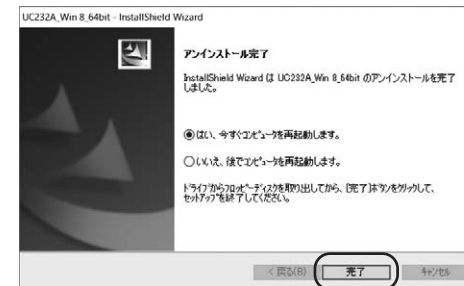 UC232A_Win 8_64bit - InstallShield Wizard
アンインストール完了
InstallShield Wizard は UC232A_Win 8_64bit のアンインストールを完了
しました。
はい、今すぐコンピュータを再起動します。
いいえ、後でコンピュータを再起動します。
ドライブからフロッピーディスクを取り出してから、[完了]ボタンをクリックして、
セットアップを終了してください。
< 戻る(B)
完了
キャンセル